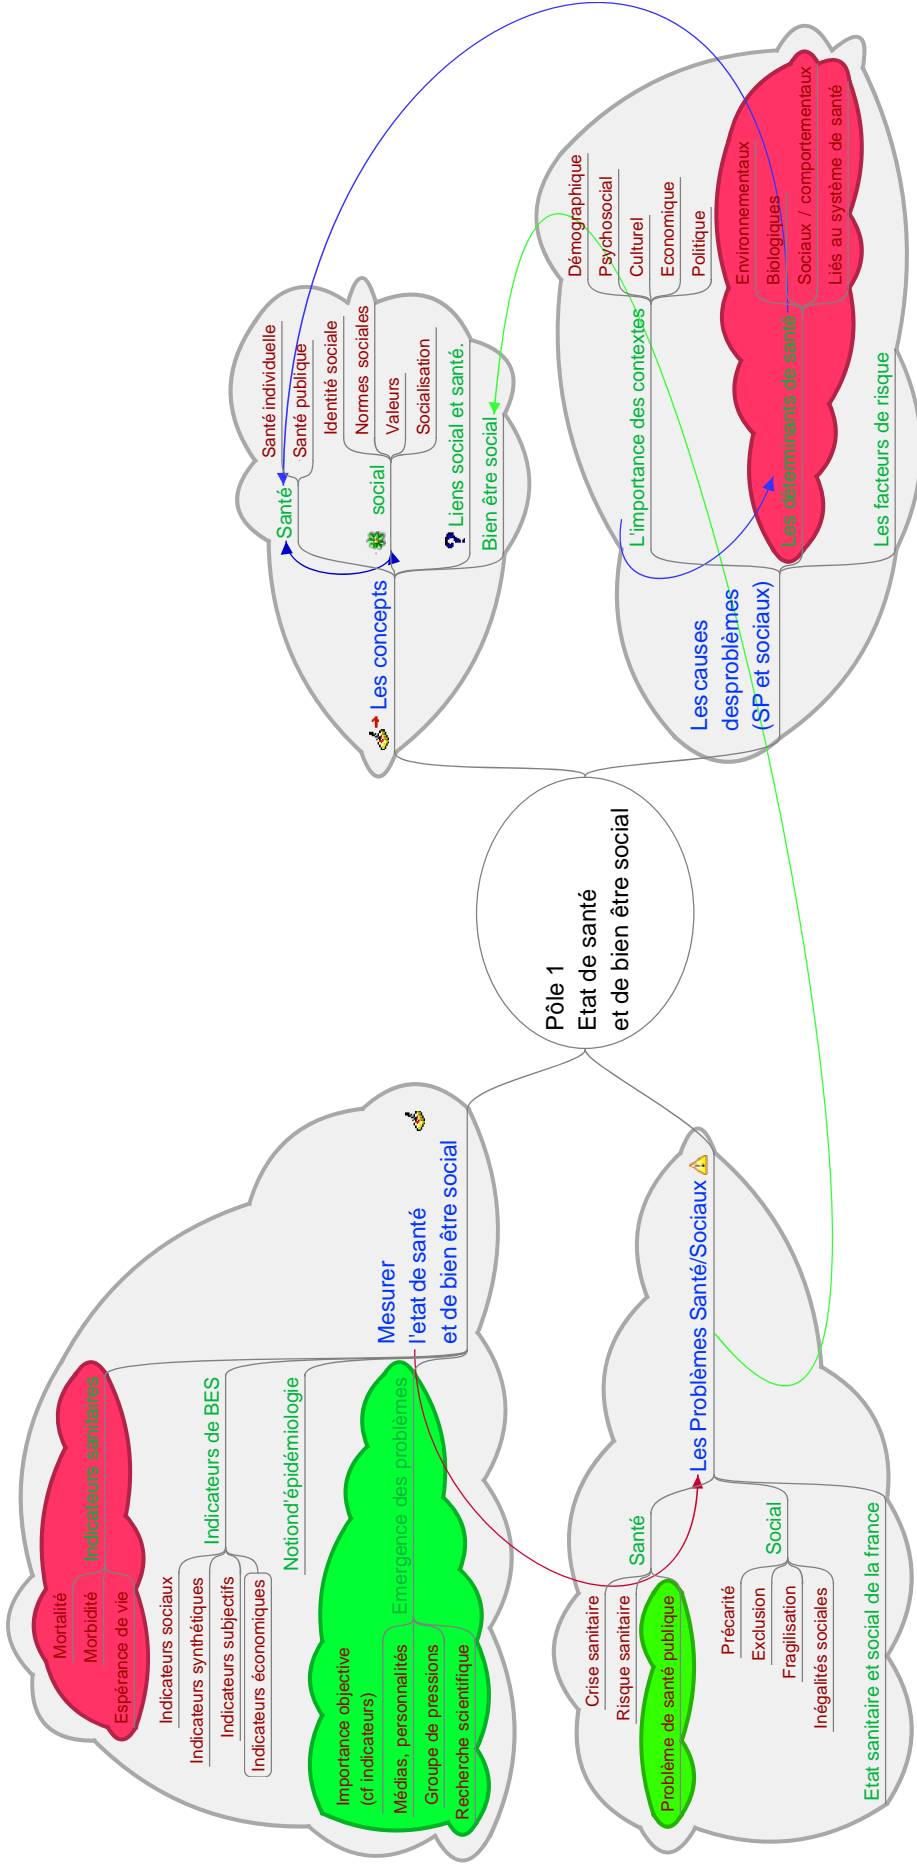 Pôle 1
Etat de santé
et de bien être social
Les concepts
Santé
Santé individuelle
Santé publique
social
Identité sociale
Normes sociales
Valeurs
Socialisation
Liens social et santé.
Bien être social
Les causes
desproblèmes
(SP et sociaux)
L'importance des contextes
Démographique
Psychosocial
Culturel
Economique
Politique
Les déterminants de santé
Environnementaux
Biologiques
Sociaux / comportementaux
Liés au système de santé
Les facteurs de risque
Mesurer
l'etat de santé
et de bien être social
Indicateurs sanitaires
Mortalité
Morbidité
Espérance de vie
Indicateurs de BES
Indicateurs sociaux
Indicateurs synthétiques
Indicateurs subjectifs
Indicateurs économiques
Notiond'épidémiologie
Emergence des problèmes
Importance objective
(cf indicateurs)
Médias, personnalités
Groupe de pressions
Recherche scientifique
Les Problèmes Santé/Sociaux
Santé
Crise sanitaire
Risque sanitaire
Problème de santé publique
Social
Précarité
Exclusion
Fragilisation
Inégalités sociales
Etat sanitaire et social de la france